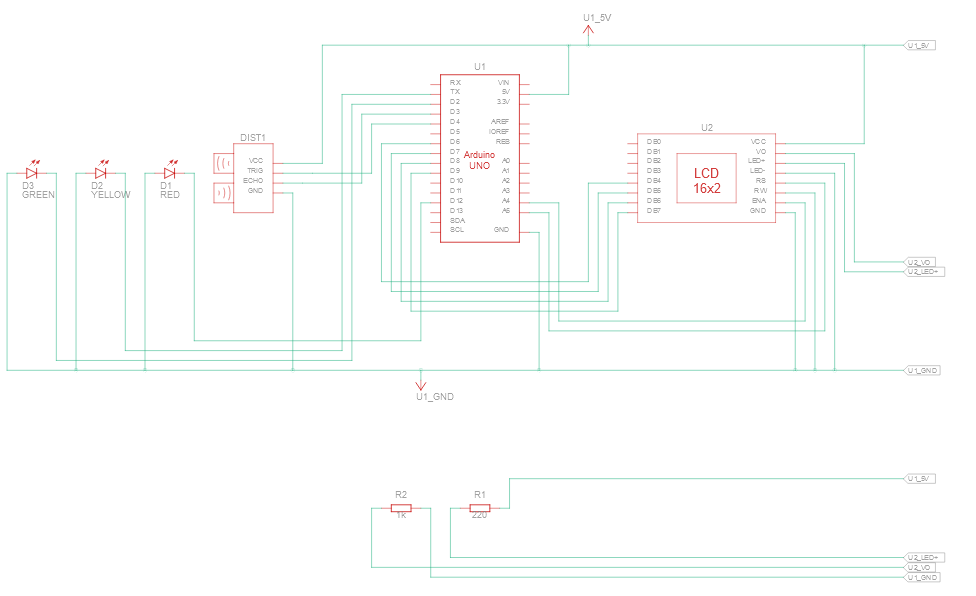 U1_5V
U1_5V
U1
RX
TX
D2
D3
D4
D5
D6
D7
D8
D9
D10
D11
D12
D13
SDA
SCL
VIN
5V
3.3V
AREF
IOREF
RES
A0
A1
A2
A3
A4
A5
GND
Arduino
UNO
DIST1
VCC
TRIG
ECHO
GND
D3
GREEN
D2
YELLOW
D1
RED
U2
DB0
DB1
DB2
DB3
DB4
DB5
DB6
DB7
LCD
16x2
VCC
VO
LED+
LED-
RS
RW
ENA
GND
U2_VO
U2_LED+
U1_GND
U1_GND
R2
1k
R1
220
U1_5V
U2_LED+
U2_VO
U1_GND